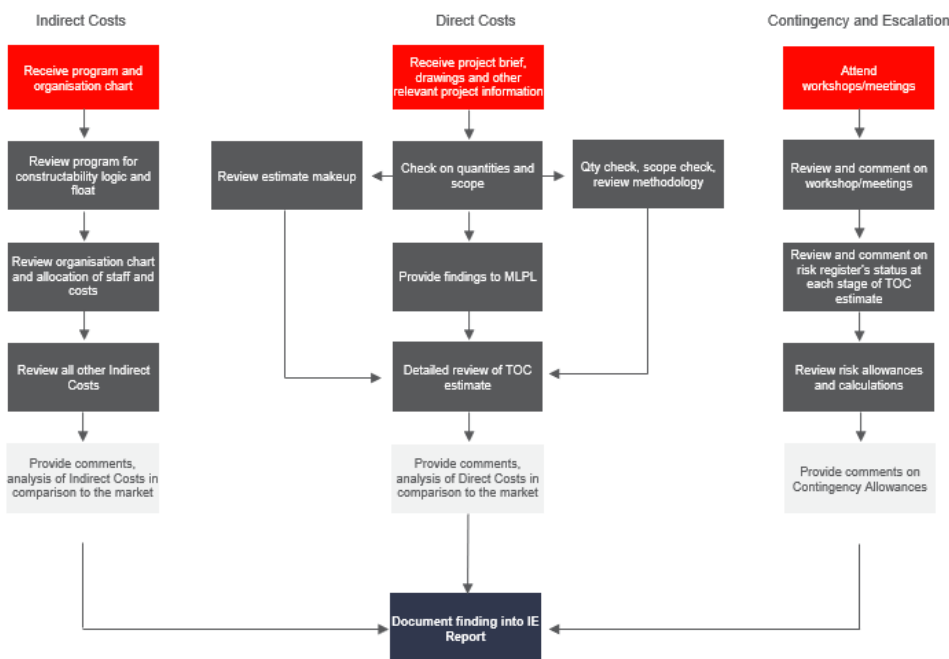 Indirect Costs
Direct Costs
Contingency and Escalation
Receive program and
organisation chart
Receive project brief,
drawings and other
relevant project information
Attend
workshops/meetings
Review program for
constructability logic and
float
Review estimate makeup
Check on quantities and
scope
Qty check, scope check,
review methodology
Review and comment on
workshop/meetings
Review organisation chart
and allocation of staff and
costs
Provide findings to MLPL
Review and comment on
risk register's status at
each stage of TOC
estimate
Review all other Indirect
Costs
Detailed review of TOC
estimate
Review risk allowances
and calculations
Provide comments,
analysis of Indirect Costs in
comparison to the market
Provide comments,
analysis of Direct Costs in
comparison to the market
Provide comments on
Contingency Allowances
Document finding into IE
Report